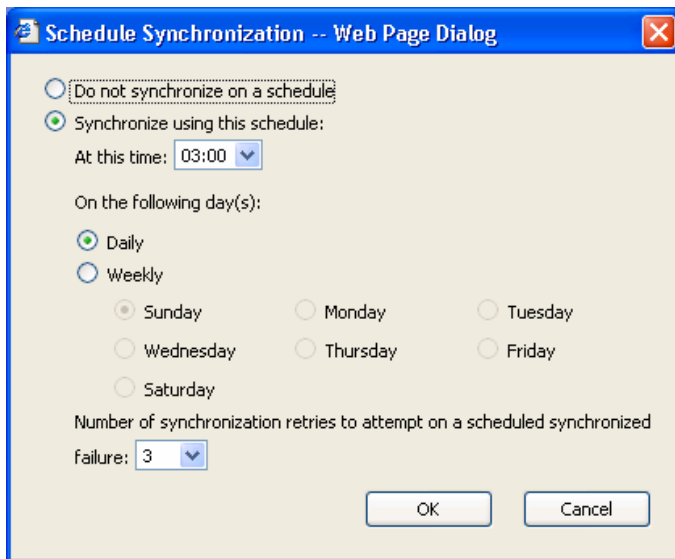 Schedule Synchronization -- Web Page Dialog
Do not synchronize on a schedule
Synchronize using this schedule:
At this time: 03:00
On the following day(s):
Daily
Weekly
Sunday Monday Tuesday
Wednesday Thursday Friday
Saturday
Number of synchronization retries to attempt on a scheduled synchronized
failure: 3
OK Cancel